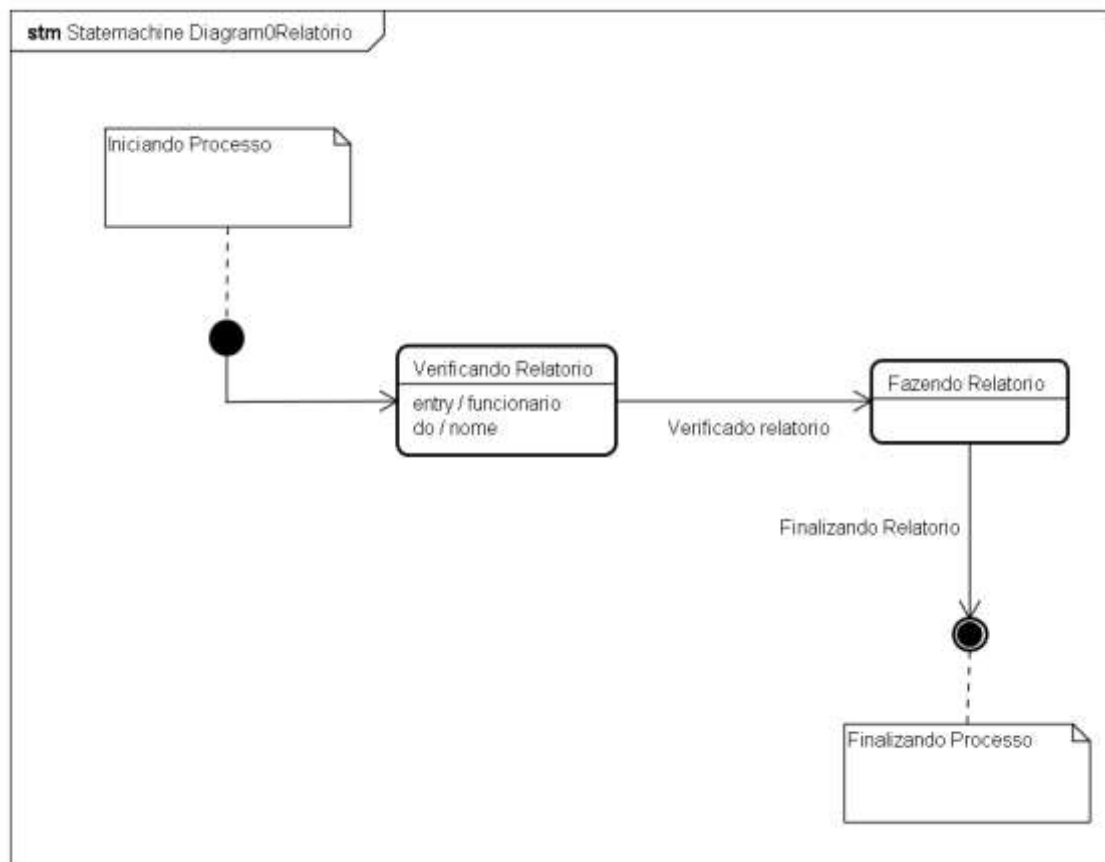 stm Statemachine Diagram0Relatório
Iniciando Processo
Verificando Relatorio
entry / funcionario
do / nome
Verificado relatorio
Fazendo Relatorio
Finalizando Relatorio
Finalizando Processo